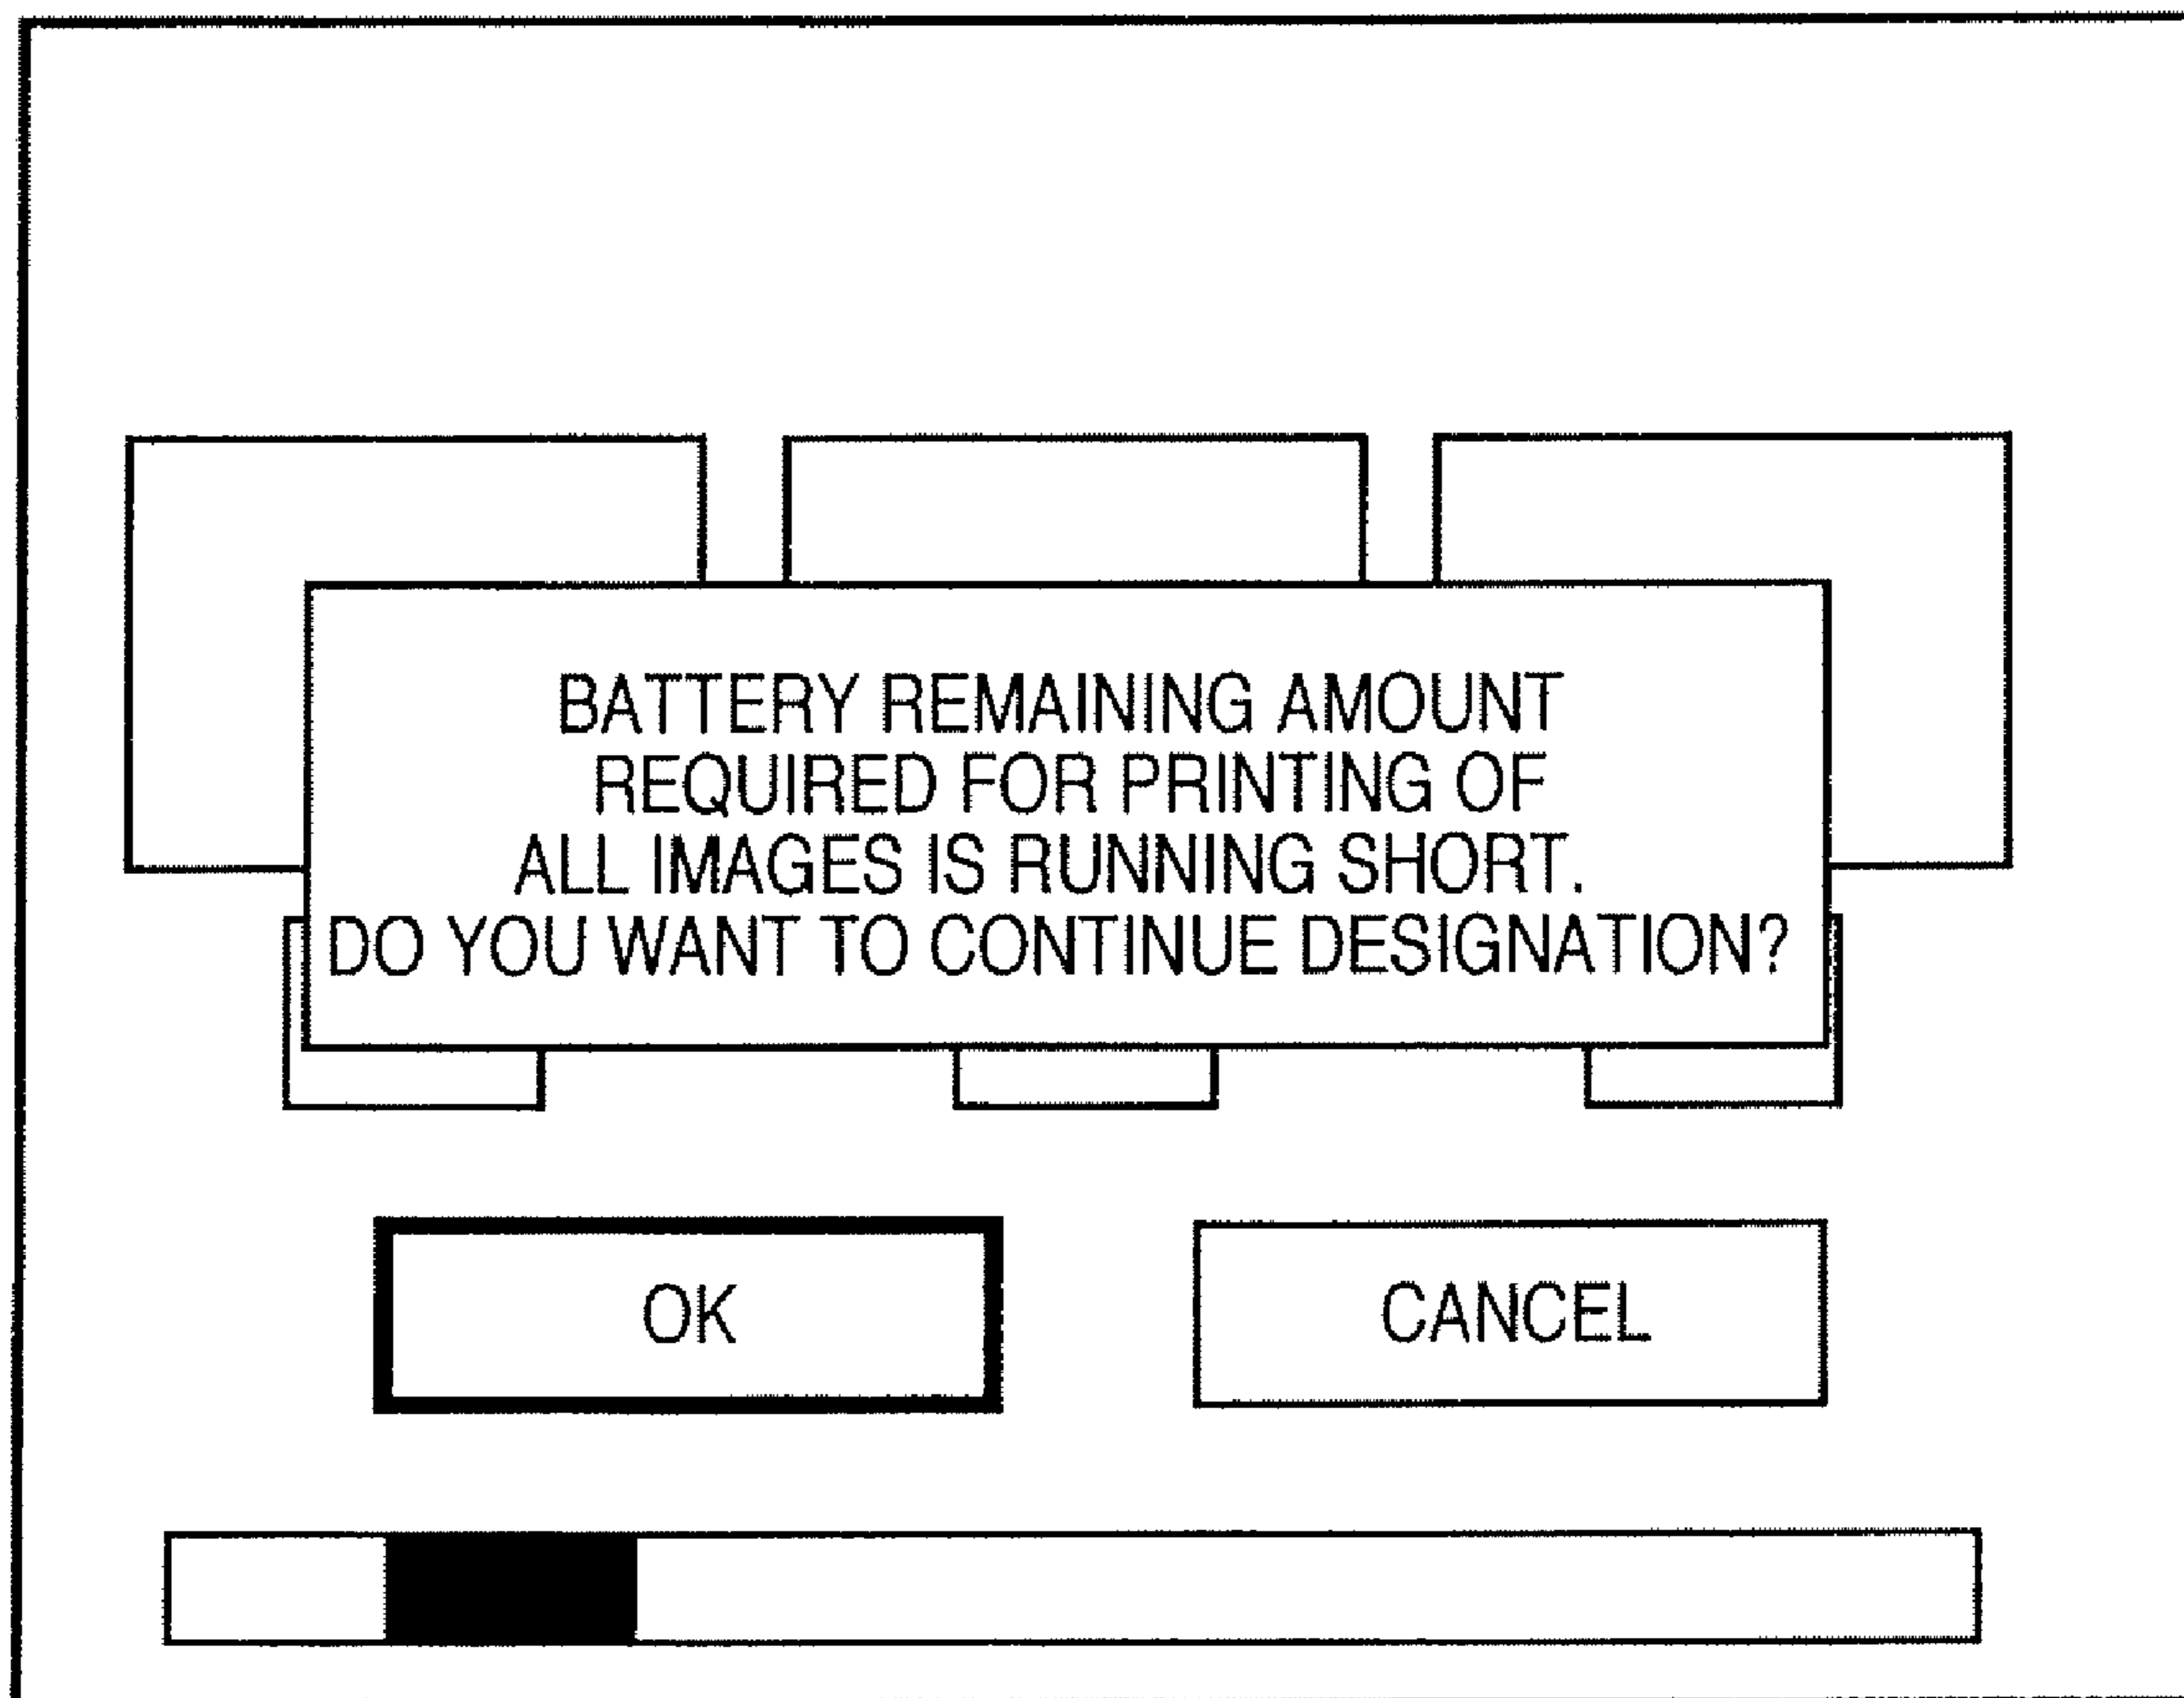 BATTERY REMAINING AMOUNT
REQUIRED FOR PRINTING OF
ALL IMAGES IS RUNNING SHORT.
DO YOU WANT TO CONTINUE DESIGNATION?
OK
CANCEL